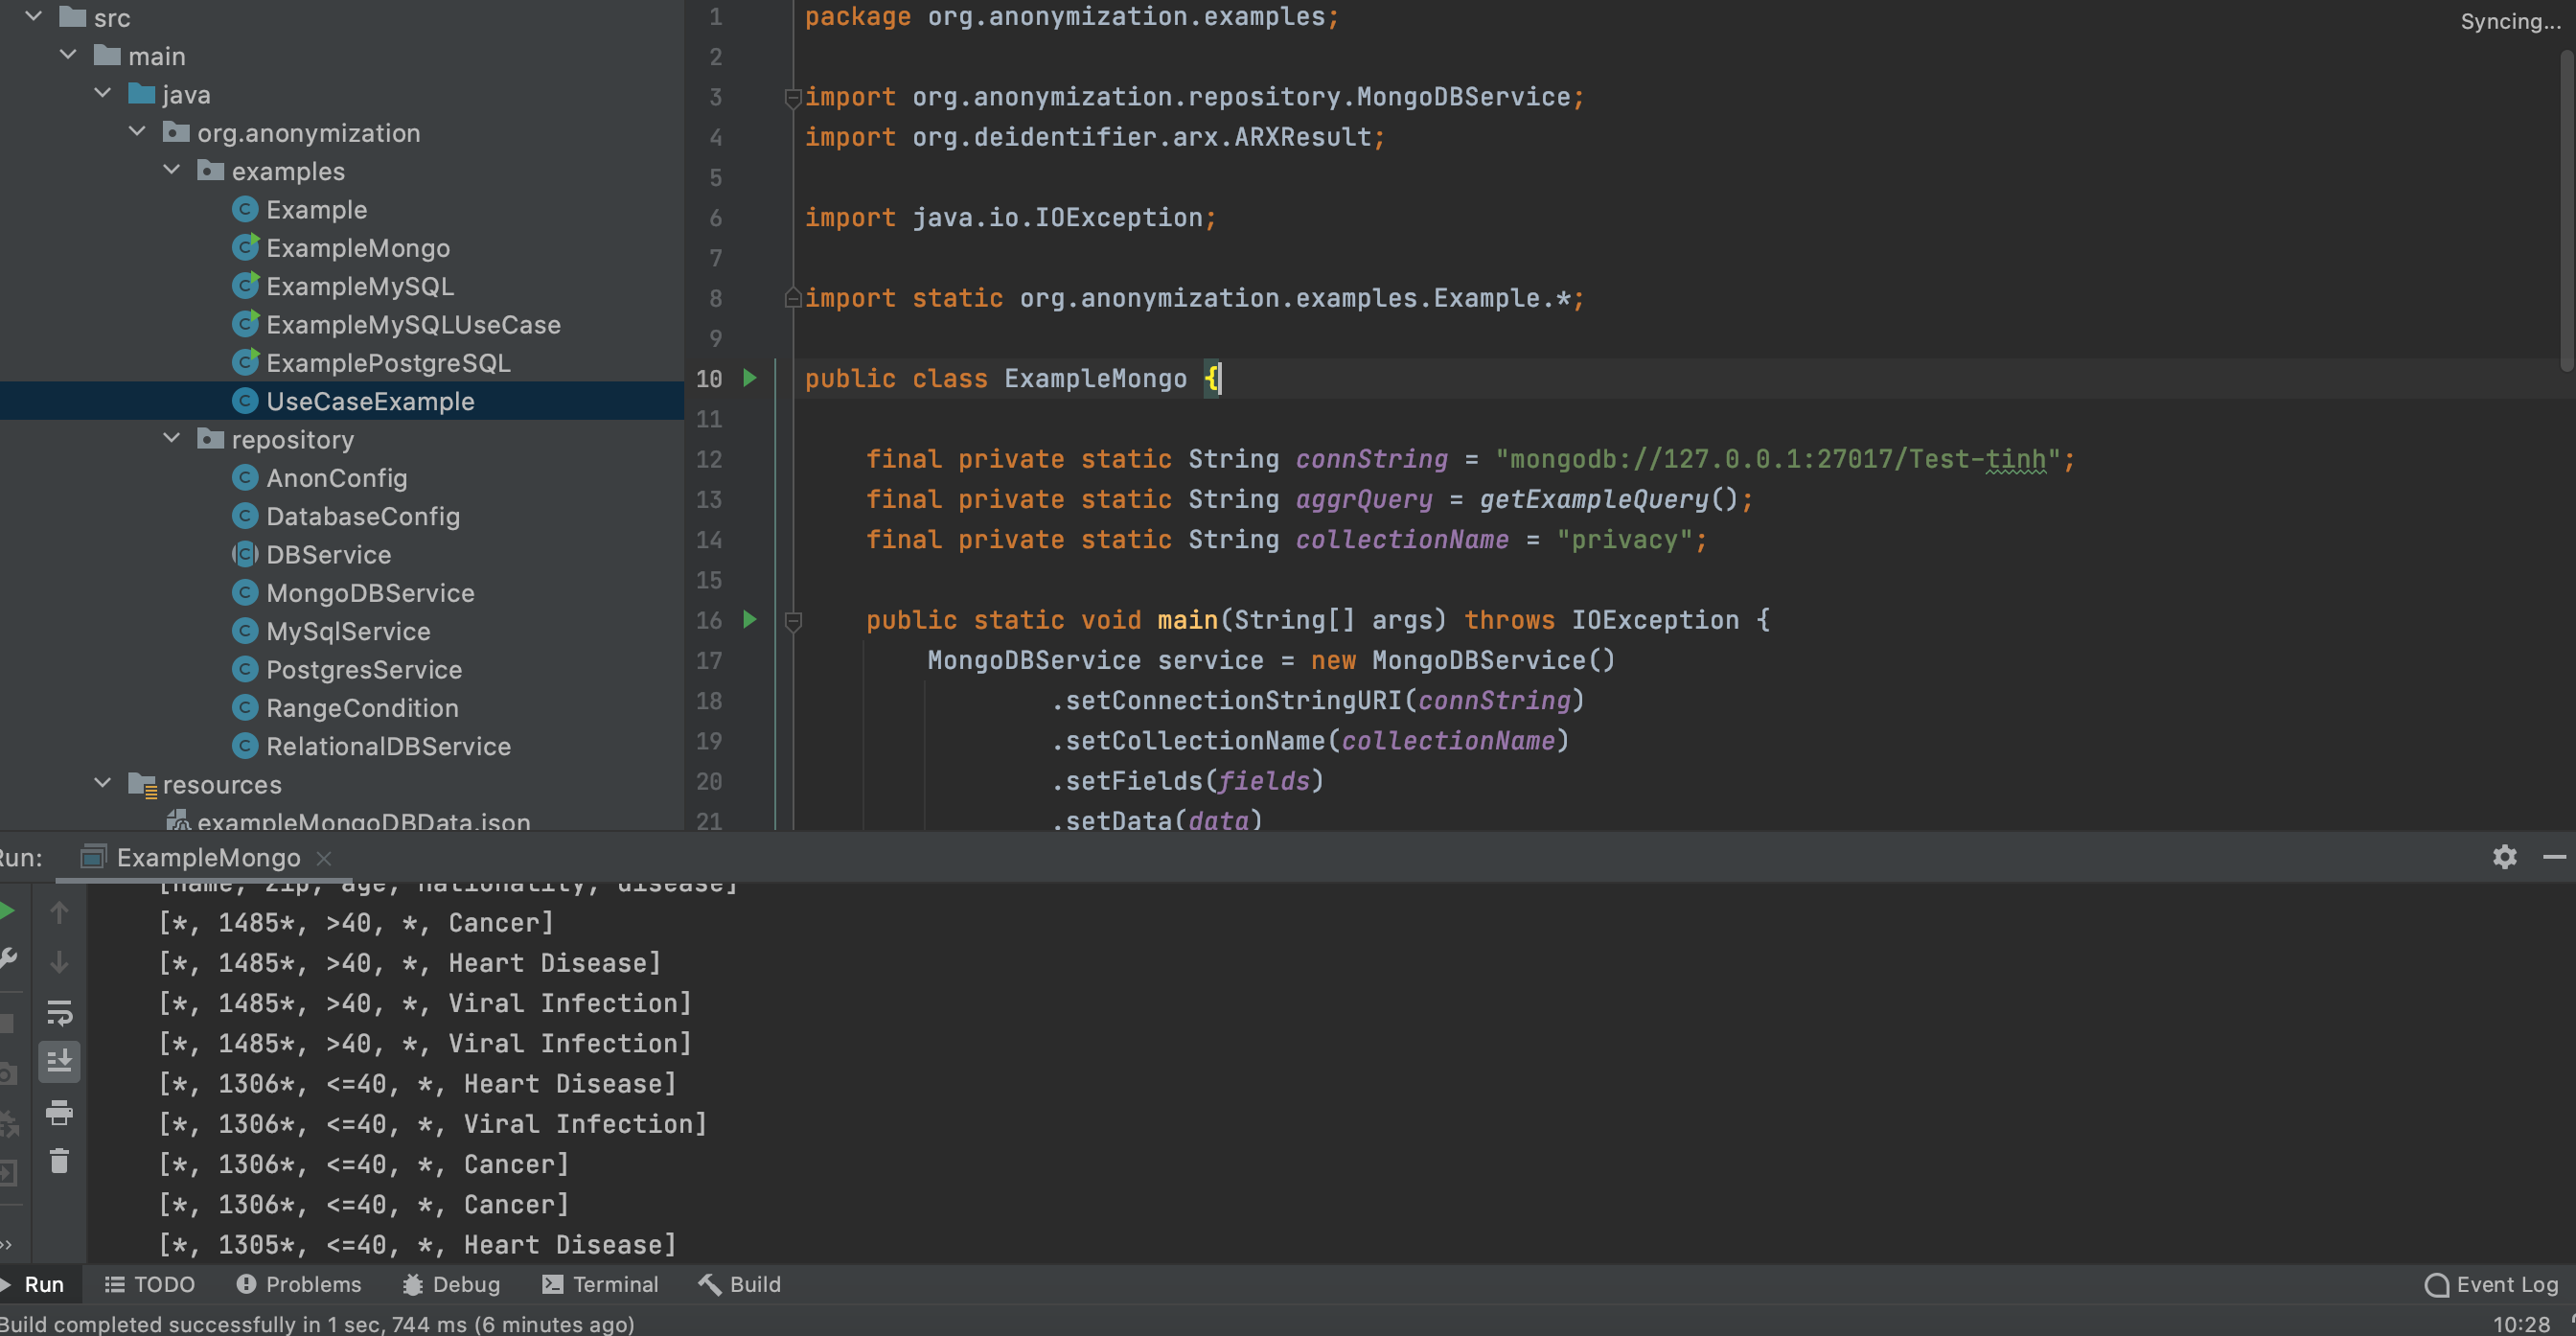 src
main
java
org.anonymization
examples
Example
ExampleMongo
ExampleMySQL
ExampleMySQLUseCase
ExamplePostgreSQL
UseCaseExample
repository
AnonConfig
DatabaseConfig
DBService
MongoDBService
MySqlService
PostgresService
RangeCondition
RelationalDBService
resources
exampleMongoDBData.json
Syncing...
1 package org.anonymization.examples;
2
3 import org.anonymization.repository.MongoDBService;
4 import org.deidentifier.arx.ARXResult;
5
6 import java.io.IOException;
7
8 import static org.anonymization.examples.Example.*;
9
10 public class ExampleMongo {
11
12 final private static String connString = "mongodb://127.0.0.1:27017/Test-tinh";
13 final private static String aggrQuery = getExampleQuery();
14 final private static String collectionName = "privacy";
15
16 public static void main(String[] args) throws IOException {
17 MongoDBService service = new MongoDBService()
18 .setConnectionStringURI(connString)
19 .setCollectionName(collectionName)
20 .setFields(fields)
21 .setData(data)
Run: ExampleMongo
[name, zip, age, nationality, disease]
[*, 1485*, >40, *, Cancer]
[*, 1485*, >40, *, Heart Disease]
[*, 1485*, >40, *, Viral Infection]
[*, 1485*, >40, *, Viral Infection]
[*, 1306*, <=40, *, Heart Disease]
[*, 1306*, <=40, *, Viral Infection]
[*, 1306*, <=40, *, Cancer]
[*, 1306*, <=40, *, Cancer]
[*, 1305*, <=40, *, Heart Disease]
Run TODO Problems Debug Terminal Build Event Log
Build completed successfully in 1 sec, 744 ms (6 minutes ago) 10:28